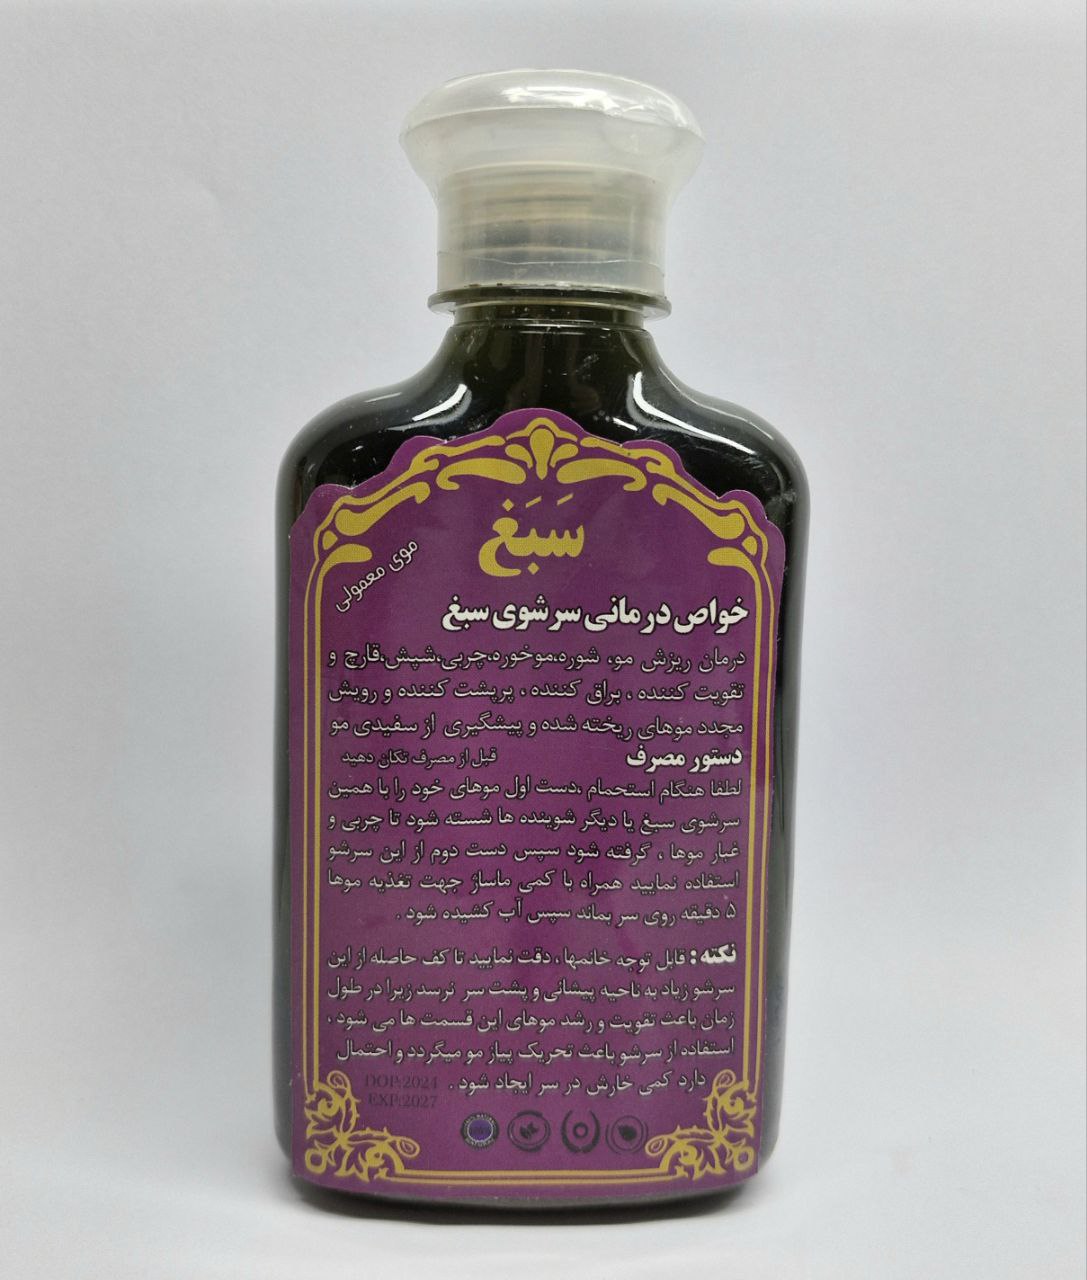 سَبَغ
موی معمولی
خواص درمانی سرشوی سبغ
درمان ریزش مو، شوره،موخوره،چربی،شپش،قارچ و
تقویت کننده ، براق کننده ، پرپشت کننده و رویش
مجدد موهای ریخته شده و پیشگیری از سفیدی مو
دستور مصرف قبل از مصرف تکان دهید
لطفا هنگام استحمام ،دست اول موهای خود را با همین
سرشوی سبغ یا دیگر شوینده ها شسته شود تا چربی و
غبار موها ، گرفته شود سپس دست دوم از این سرشو
استفاده نمایید همراه با کمی ماساژ جهت تغذیه موها
۵ دقیقه روی سر بماند سپس آب کشیده شود .
نکته : قابل توجه خانمها ، دقت نمایید تا کف حاصله از این
سرشو زیاد به ناحیه پیشانی و پشت سر نرسد زیرا در طول
زمان باعث تقویت و رشد موهای این قسمت ها می شود ،
استفاده از سرشو باعث تحریک پیاز مو میگردد و احتمال
دارد کمی خارش در سر ایجاد شود .
DOP:2024
EXP:2027